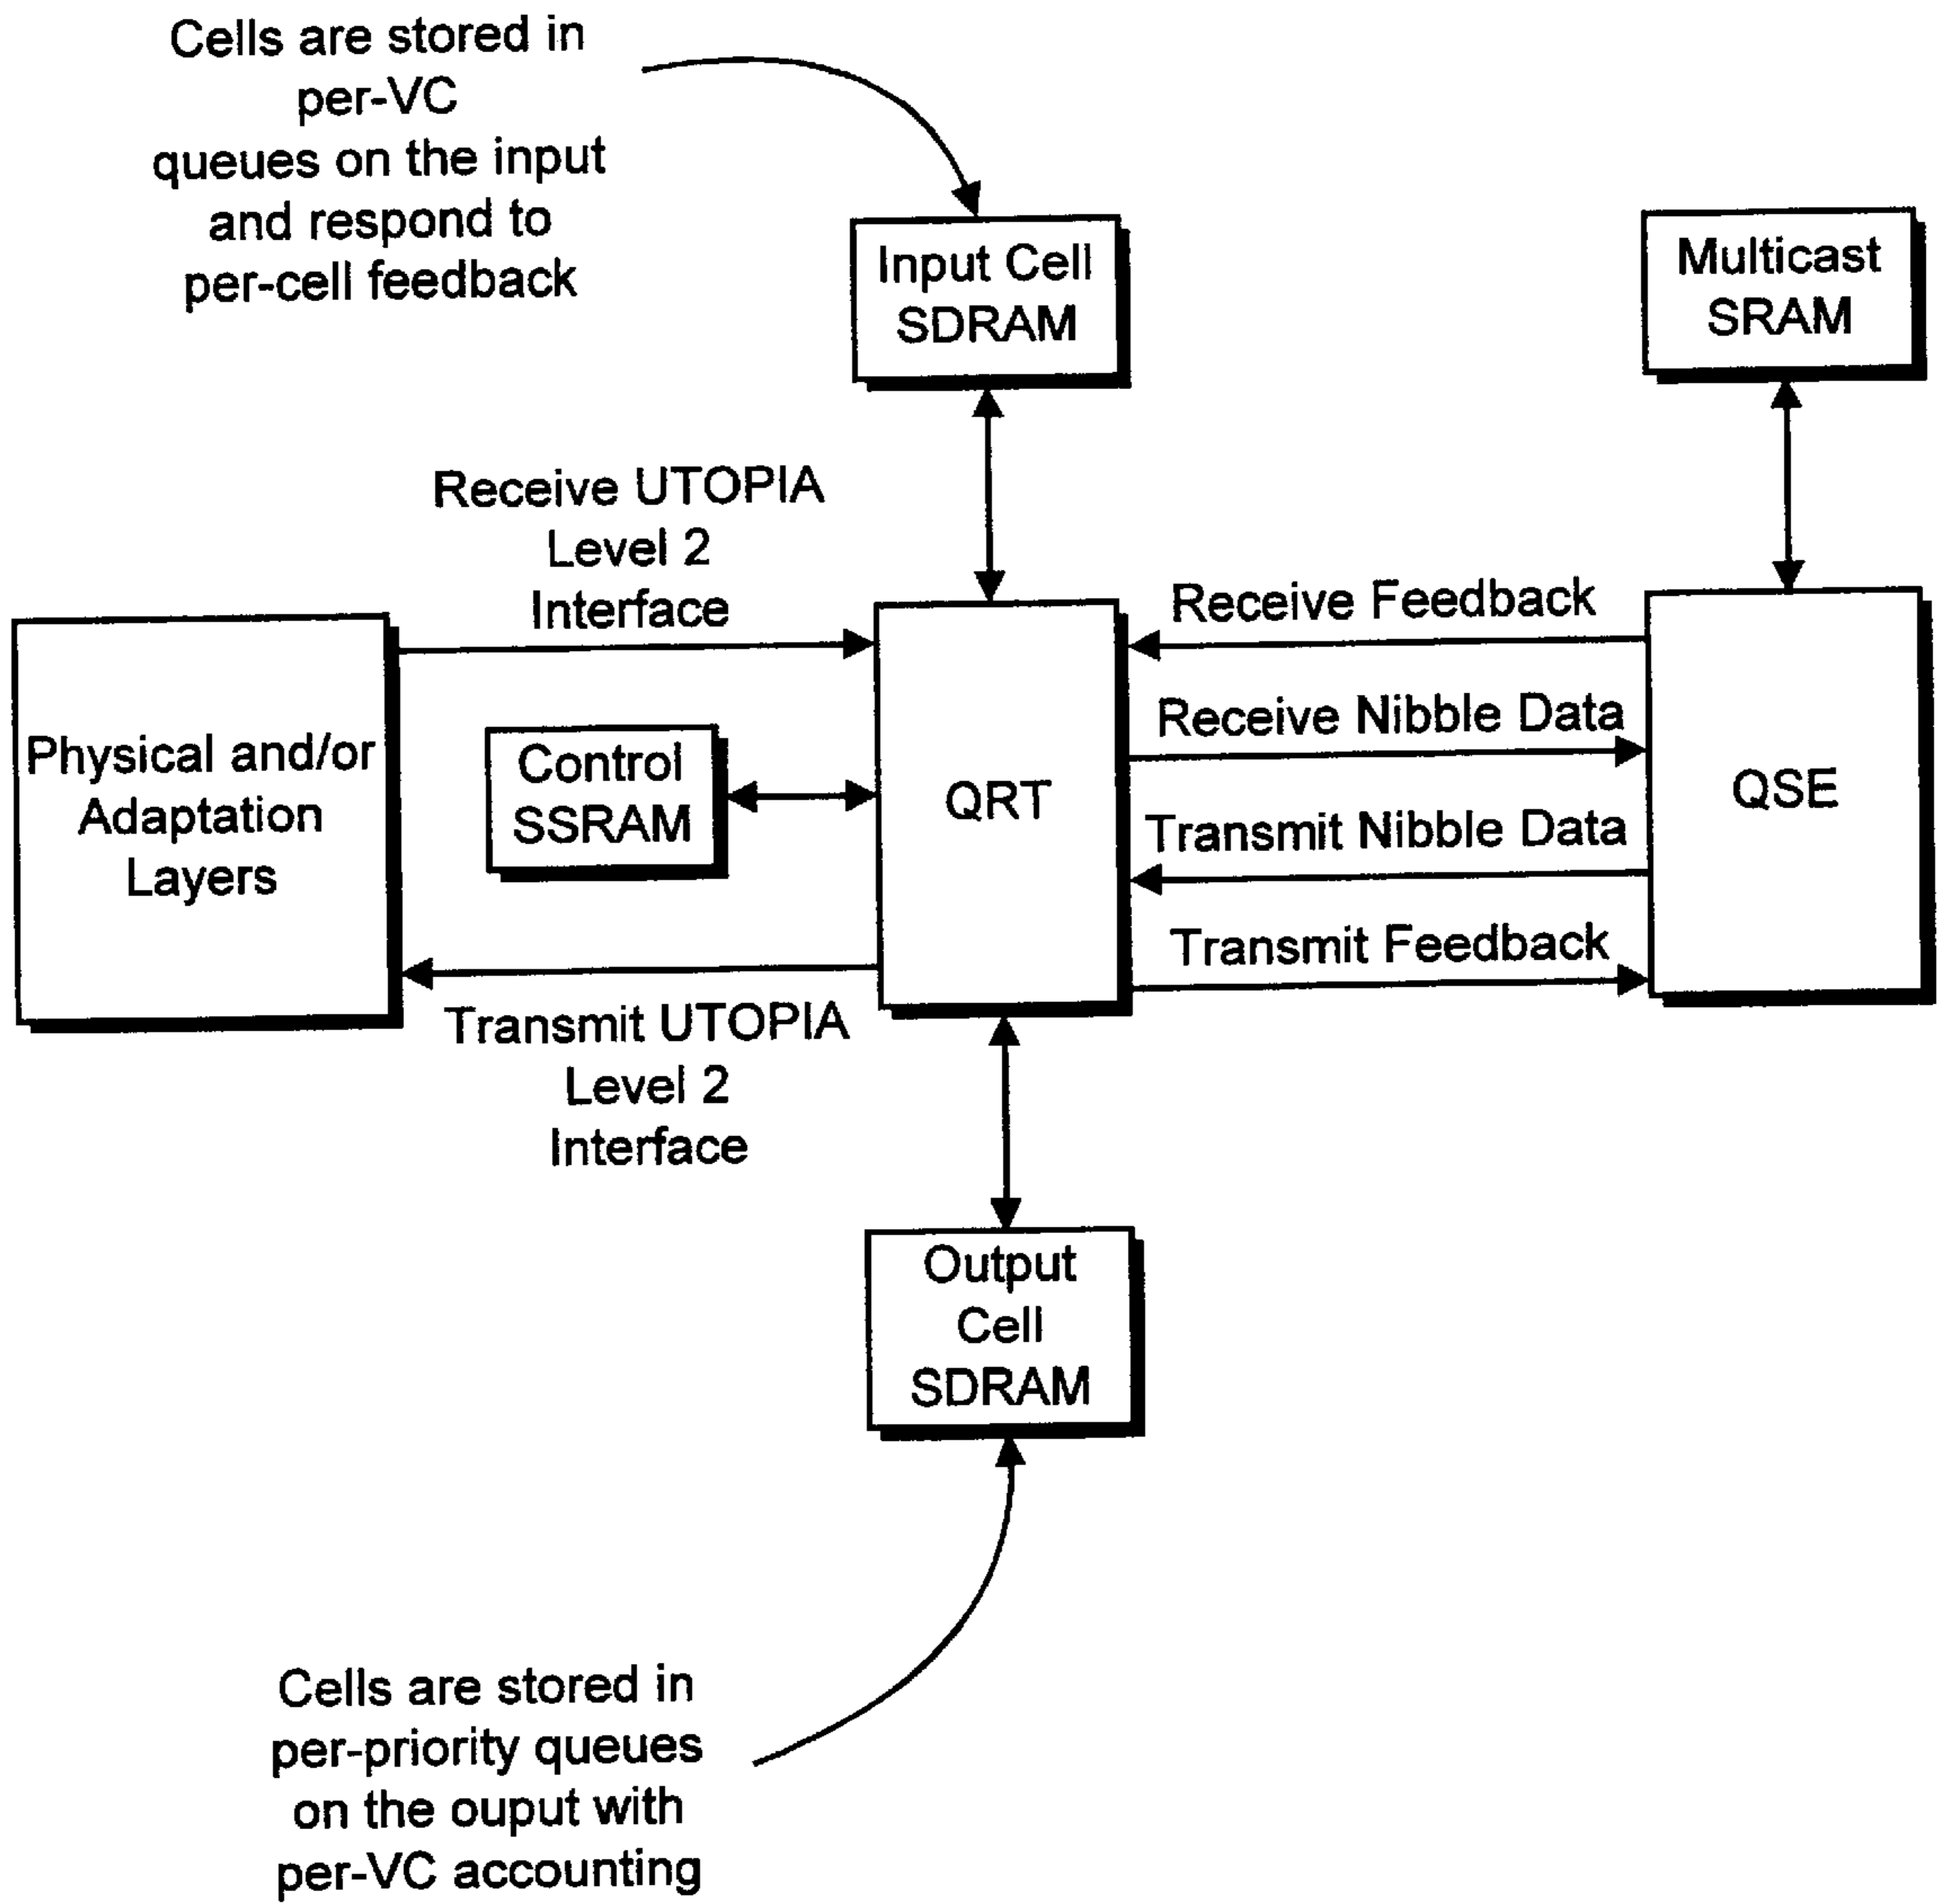 Cells are stored in
per-VC
queues on the input
and respond to
per-cell feedback
Input Cell
SDRAM
Multicast
SRAM
Receive UTOPIA
Level 2
Interface
Receive Feedback
Receive Nibble Data
Physical and/or
Adaptation
Layers
Control
SSRAM
QRT
QSE
Transmit Nibble Data
Transmit Feedback
Transmit UTOPIA
Level 2
Interface
Output
Cell
SDRAM
Cells are stored in
per-priority queues
on the ouput with
per-VC accounting